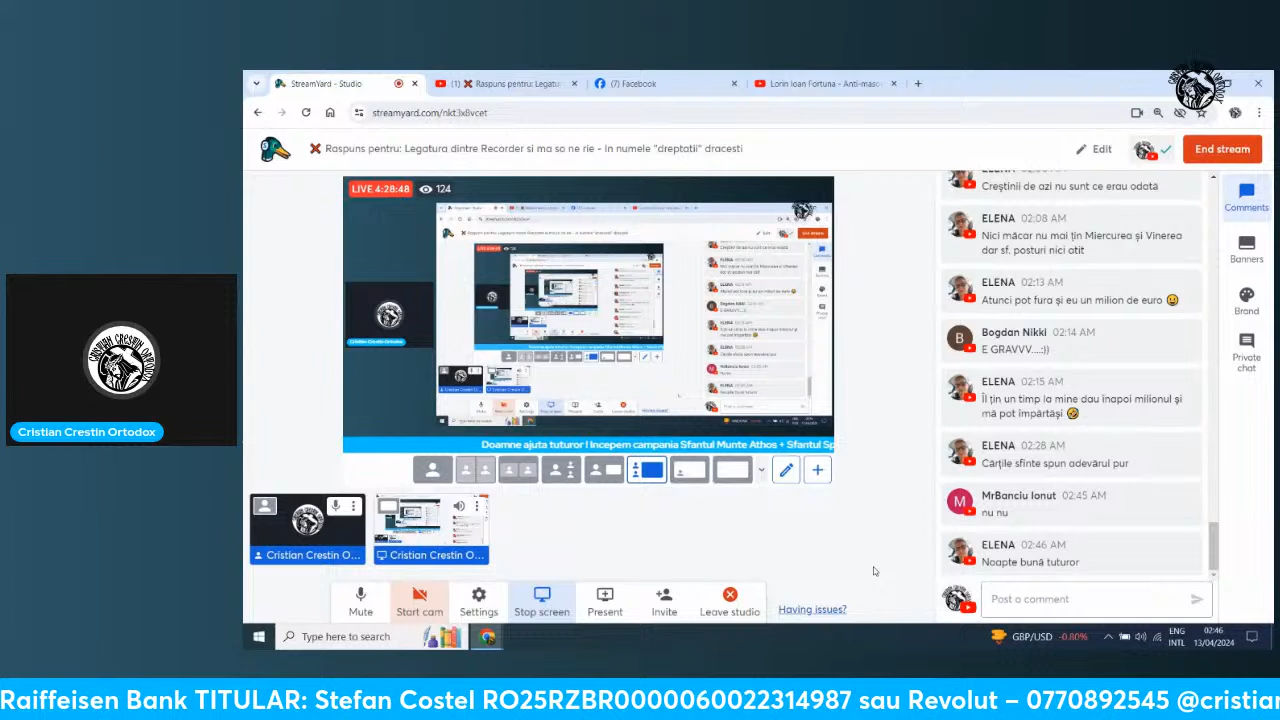 StreamYard - Studio
(1) ❌ Raspuns pentru: Legatu
(7) Facebook
Lorin Ioan Fortuna - Anti-maso
streamyard.com/nkt3x8vcet
❌ Raspuns pentru: Legatura dintre Recorder si ma so ne rie - In numele "dreptatii" dracesti
Edit
End stream
LIVE 4:28:48
124
Doamne ajuta tuturor ! Incepem campania Sfantul Munte Athos + Sfantul Sp
Cristian Crestin O...
Cristian Crestin O...
Mute
Start cam
Settings
Stop screen
Present
Invite
Leave studio
Having issues?
Creștinii de azi nu sunt ce erau odată
ELENA 02:08 AM
Nici măcar nu mai țin Miercurea și Vinerea
dar sf, posturi nici atit
ELENA 02:13 AM
Atunci pot fura și eu un milion de euro 😀
B
Bogdan Nikki 02:14 AM
E GRAVVV....:))
ELENA 02:15 AM
Îl țin un timp la mine dau înapoi milionul și
mă pot împărtăși 🤣
ELENA 02:28 AM
Cărțile sfinte spun adevărul pur
M
MrBanciu Ionut 02:45 AM
nu nu
ELENA 02:46 AM
Noapte bună tuturor
Post a comment
Comments
Banners
Brand
Private
chat
Type here to search
GBP/USD -0.80%
ENG
INTL
02:46
13/04/2024
CRISTIAN CRESTIN ORTODOX
Cristian Crestin Ortodox
Raiffeisen Bank TITULAR: Stefan Costel RO25RZBR0000060022314987 sau Revolut – 0770892545 @cristian